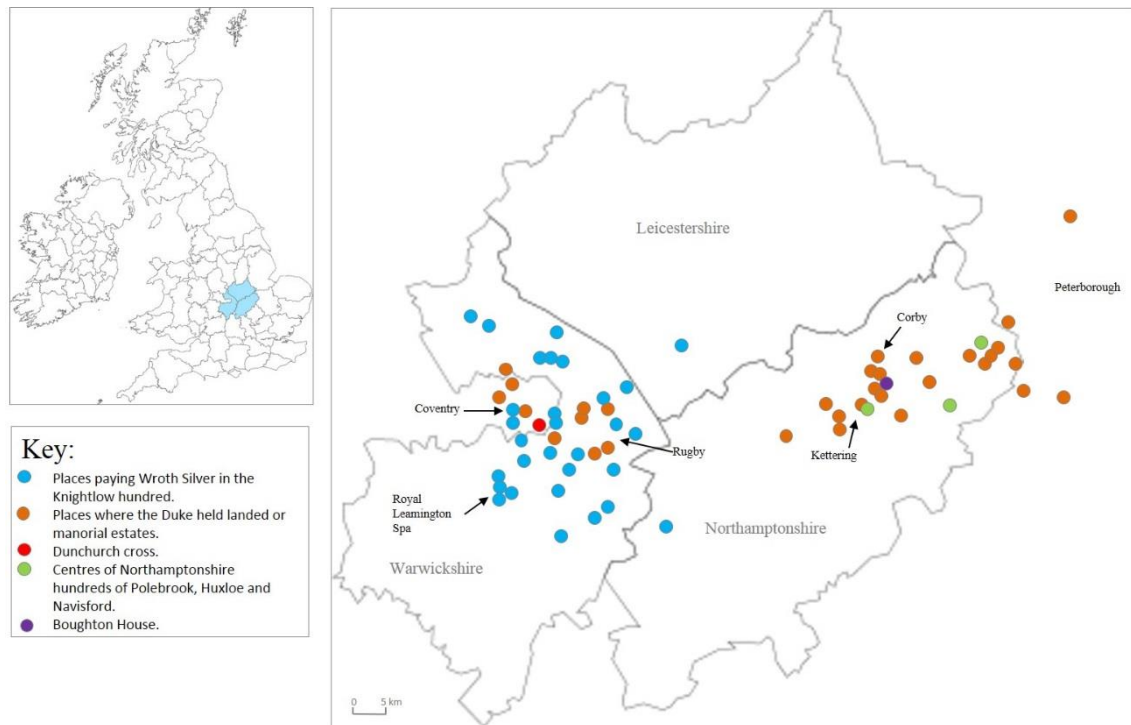 Leicestershire
Peterborough
Corby
Coventry
Rugby
Kettering
Royal
Leamington
Spa
Northamptonshire
Warwickshire
0 5 km
Key:
Places paying Wroth Silver in the
Knightlow hundred.
Places where the Duke held landed or
manorial estates.
Dunchurch cross.
Centres of Northamptonshire
hundreds of Polebrook, Huxloe and
Navisford.
Boughton House.